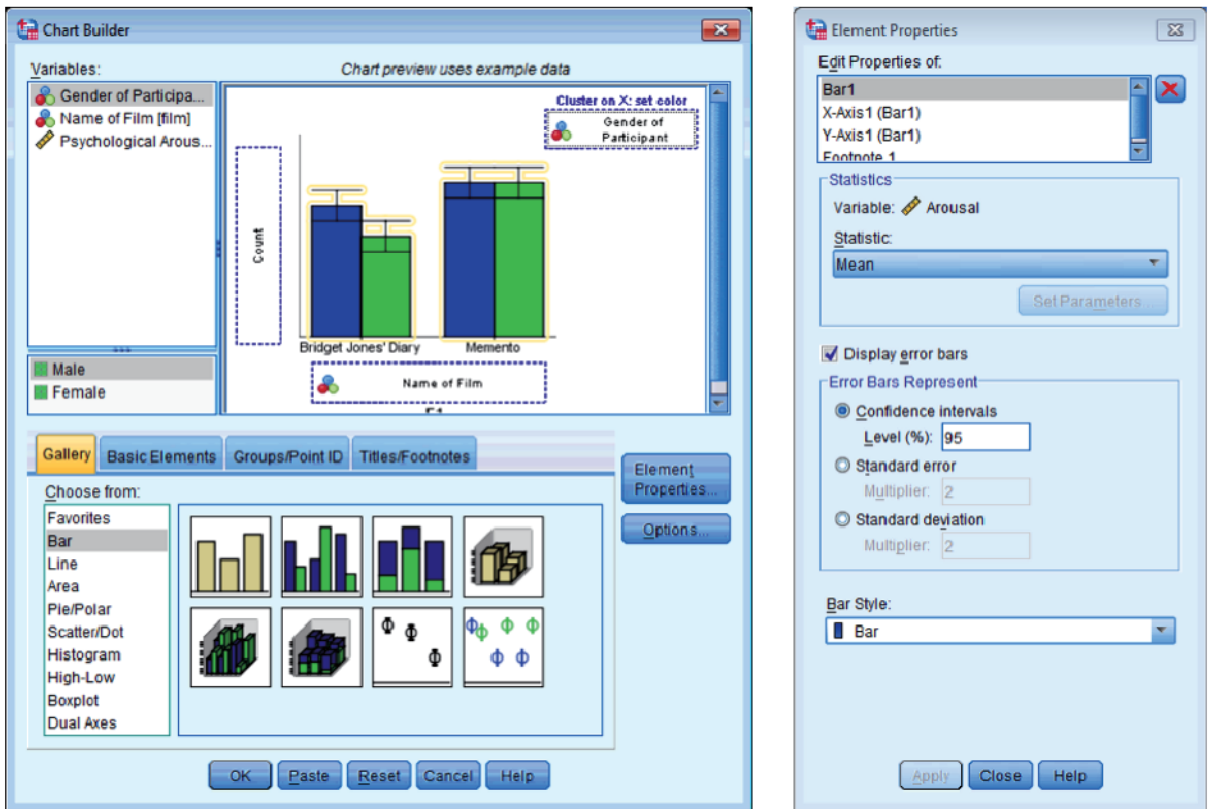 Chart Builder
Variables:
Gender of Participa...
Name of Film [film]
Psychological Arous...
Male
Female
Chart preview uses example data
Cluster on X: set color
Gender of
Participant
Count
Bridget Jones' Diary
Memento
Name of Film
Gallery
Basic Elements
Groups/Point ID
Titles/Footnotes
Choose from:
Favorites
Bar
Line
Area
Pie/Polar
Scatter/Dot
Histogram
High-Low
Boxplot
Dual Axes
Element
Properties...
Options...
OK
Paste
Reset
Cancel
Help
Element Properties
Edit Properties of:
Bar1
X-Axis1 (Bar1)
Y-Axis1 (Bar1)
Footnote 1
Statistics
Variable: Arousal
Statistic:
Mean
Set Parameters...
Display error bars
Error Bars Represent
Confidence intervals
Level (%): 95
Standard error
Multiplier: 2
Standard deviation
Multiplier: 2
Bar Style:
Bar
Apply
Close
Help